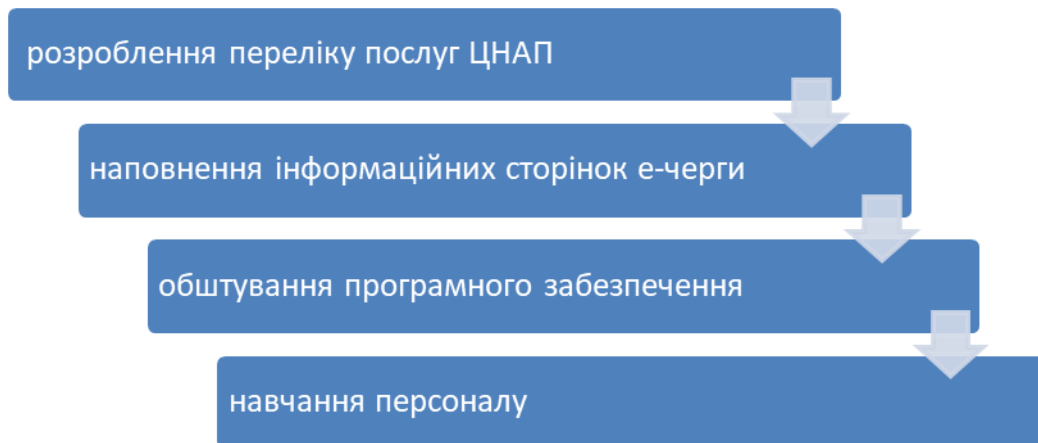 розроблення переліку послуг ЦНАП
наповнення інформаційних сторінок е-черги
обштування програмного забезпечення
навчання персоналу